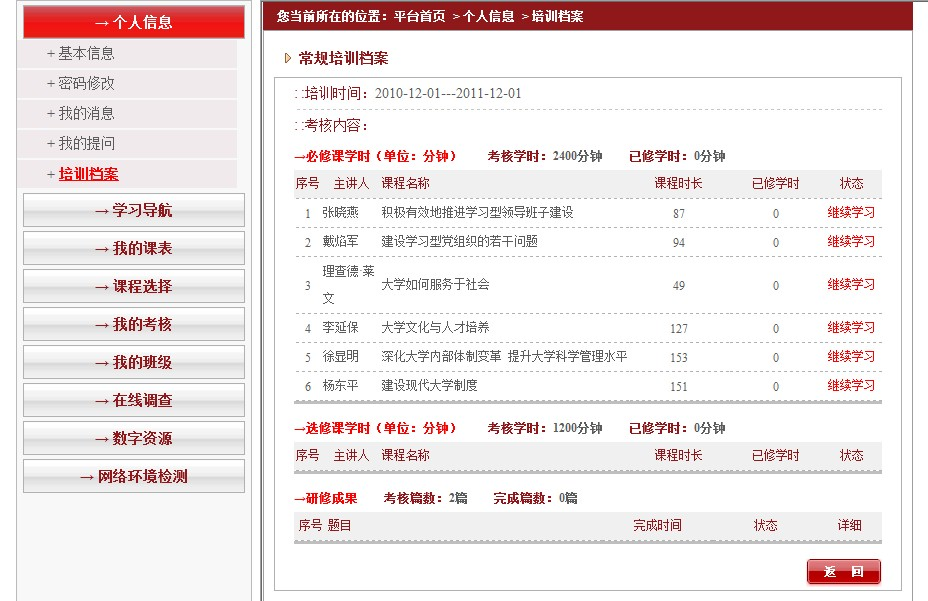 →个人信息
+基本信息
+密码修改
+我的消息
+我的提问
+培训档案
→学习导航
→我的课表
→课程选择
→我的考核
→我的班级
→在线调查
→数字资源
→网络环境检测
您当前所在的位置：平台首页 >个人信息 >培训档案
常规培训档案
::培训时间：2010-12-01---2011-12-01
::考核内容：
→必修课学时（单位：分钟） 考核学时：2400分钟 已修学时：0分钟
序号 主讲人 课程名称 课程时长 已修学时 状态
1 张晓燕 积极有效地推进学习型领导班子建设 87 0 继续学习
2 戴焰军 建设学习型党组织的若干问题 94 0 继续学习
3 理查德·莱文 大学如何服务于社会 49 0 继续学习
4 李延保 大学文化与人才培养 127 0 继续学习
5 徐显明 深化大学内部体制变革 提升大学科学管理水平 153 0 继续学习
6 杨东平 建设现代大学制度 151 0 继续学习
→选修课学时（单位：分钟） 考核学时：1200分钟 已修学时：0分钟
序号 主讲人 课程名称 课程时长 已修学时 状态
→研修成果 考核篇数：2篇 完成篇数：0篇
序号 题目 完成时间 状态 详细
返 回